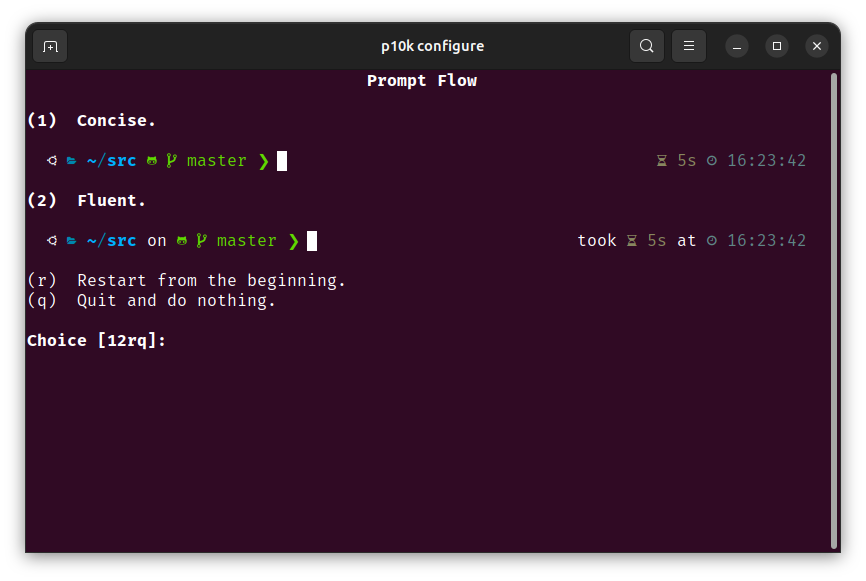 p10k configure
Prompt Flow
(1) Concise.
~/src master ❯ 5s 16:23:42
(2) Fluent.
~/src on master ❯ took 5s at 16:23:42
(r) Restart from the beginning.
(q) Quit and do nothing.
Choice [12rq]: